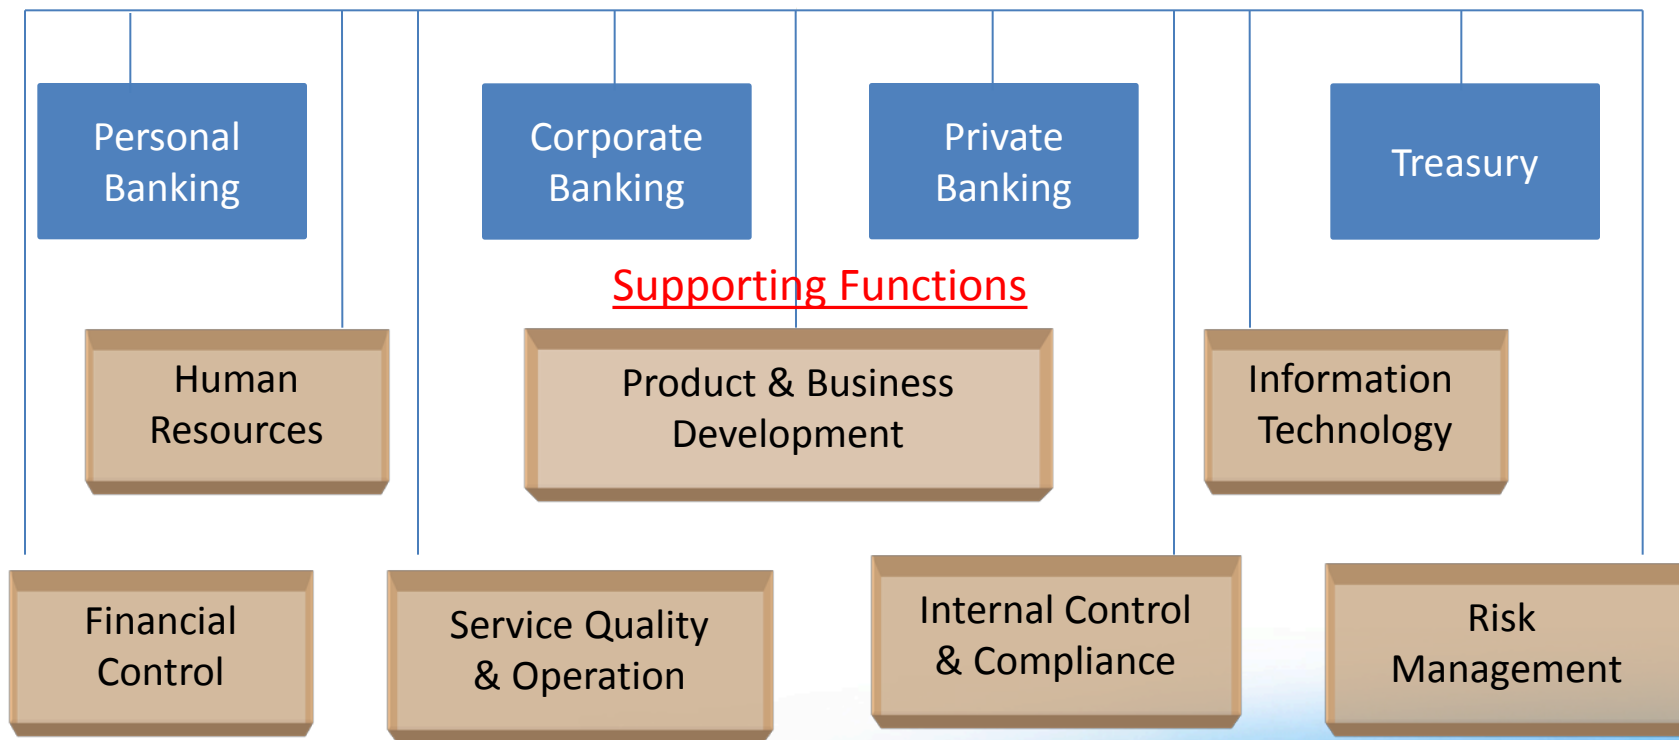 Personal
Banking
Corporate
Banking
Private
Banking
Treasury
Supporting Functions
Human
Resources
Product & Business
Development
Information
Technology
Financial
Control
Service Quality
& Operation
Internal Control
& Compliance
Risk
Management